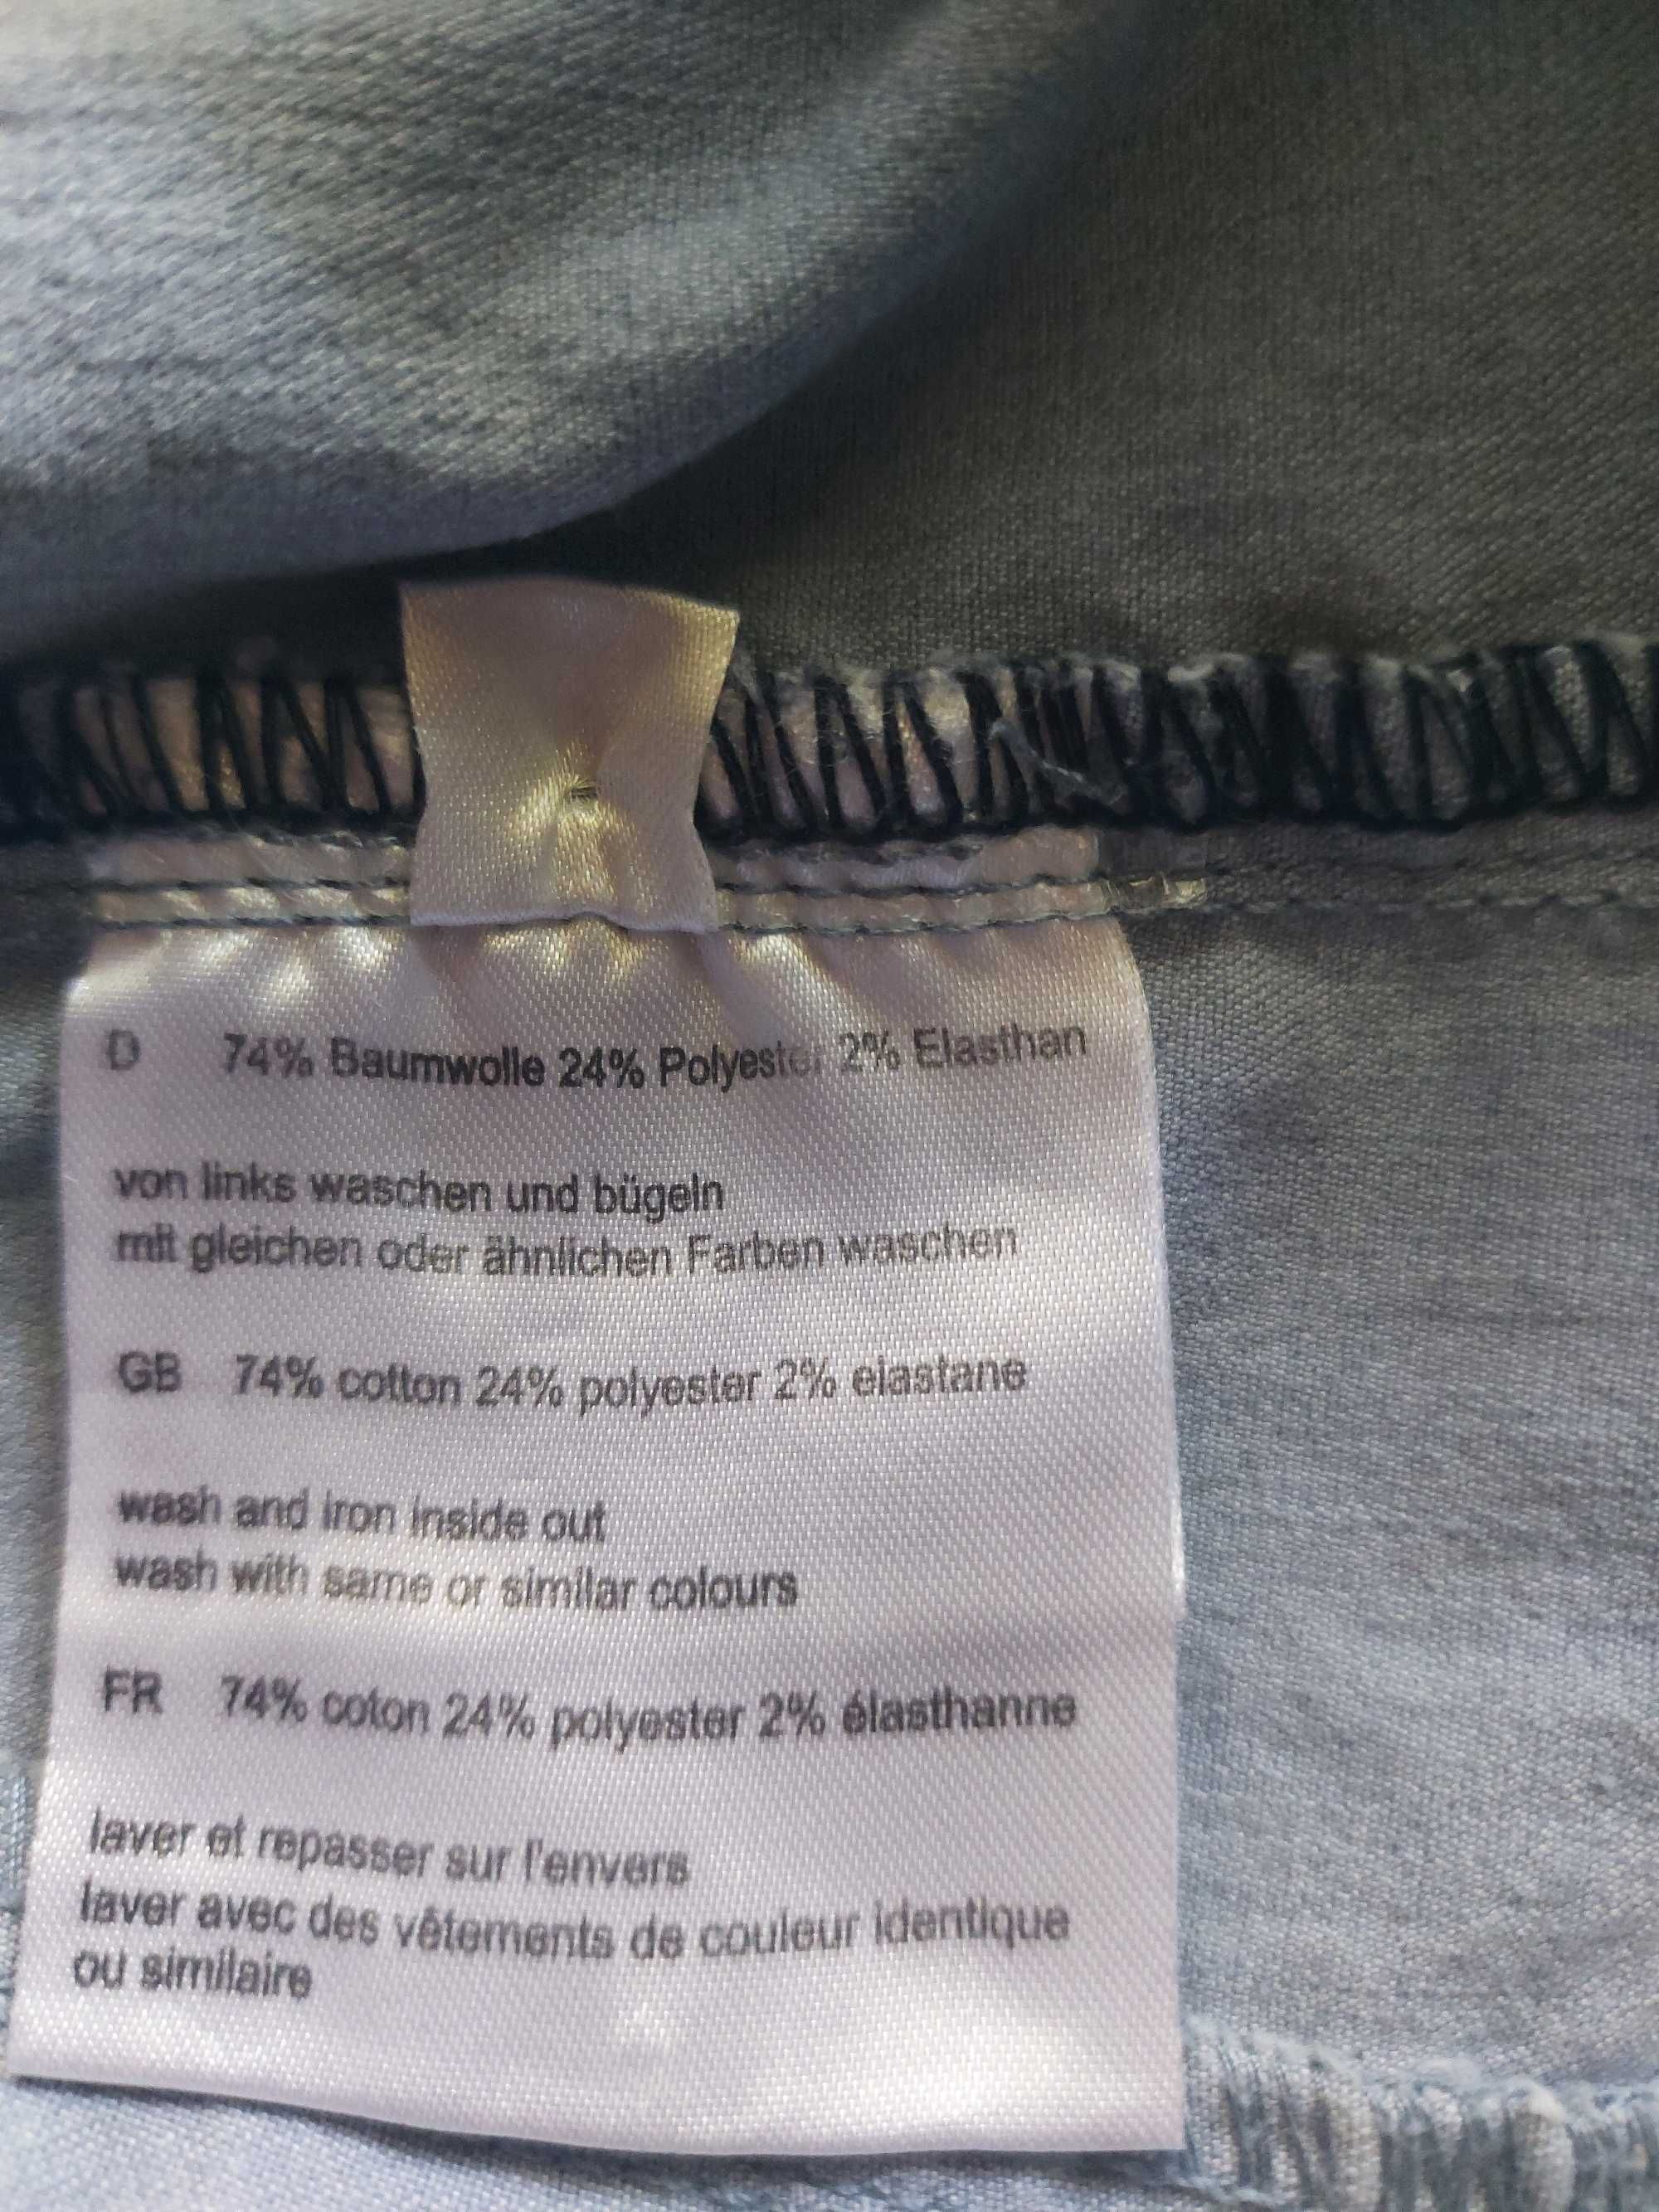 D 74% Baumwolle 24% Polyester 2% Elasthan
von links waschen und bügeln
mit gleichen oder ähnlichen Farben waschen
GB 74% cotton 24% polyester 2% elastane
wash and iron inside out
wash with same or similar colours
FR 74% coton 24% polyester 2% élasthanne
laver et repasser sur l'envers
laver avec des vêtements de couleur identique
ou similaire